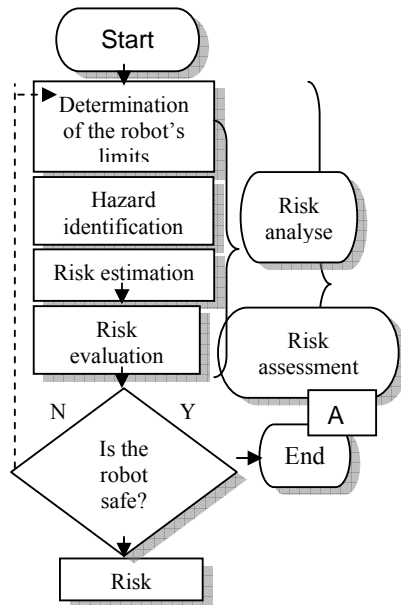 Start
Determination
of the robot's
limits
Hazard
identification
Risk estimation
Risk
evaluation
Risk
analyse
Risk
assessment
A
N
Y
Is the
robot
safe?
End
Risk